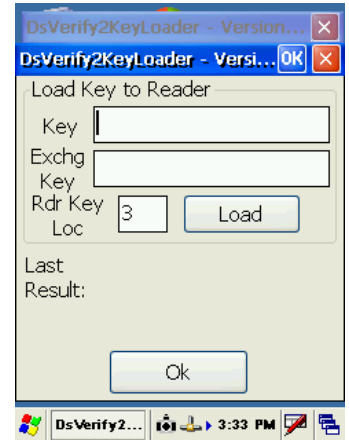 DsVerify2KeyLoader - Version...
DsVerify2KeyLoader - Versi... OK
Load Key to Reader
Key
Exchg
Key
Rdr Key
Loc
3
Load
Last
Result:
Ok
DsVerify2...
3:33 PM